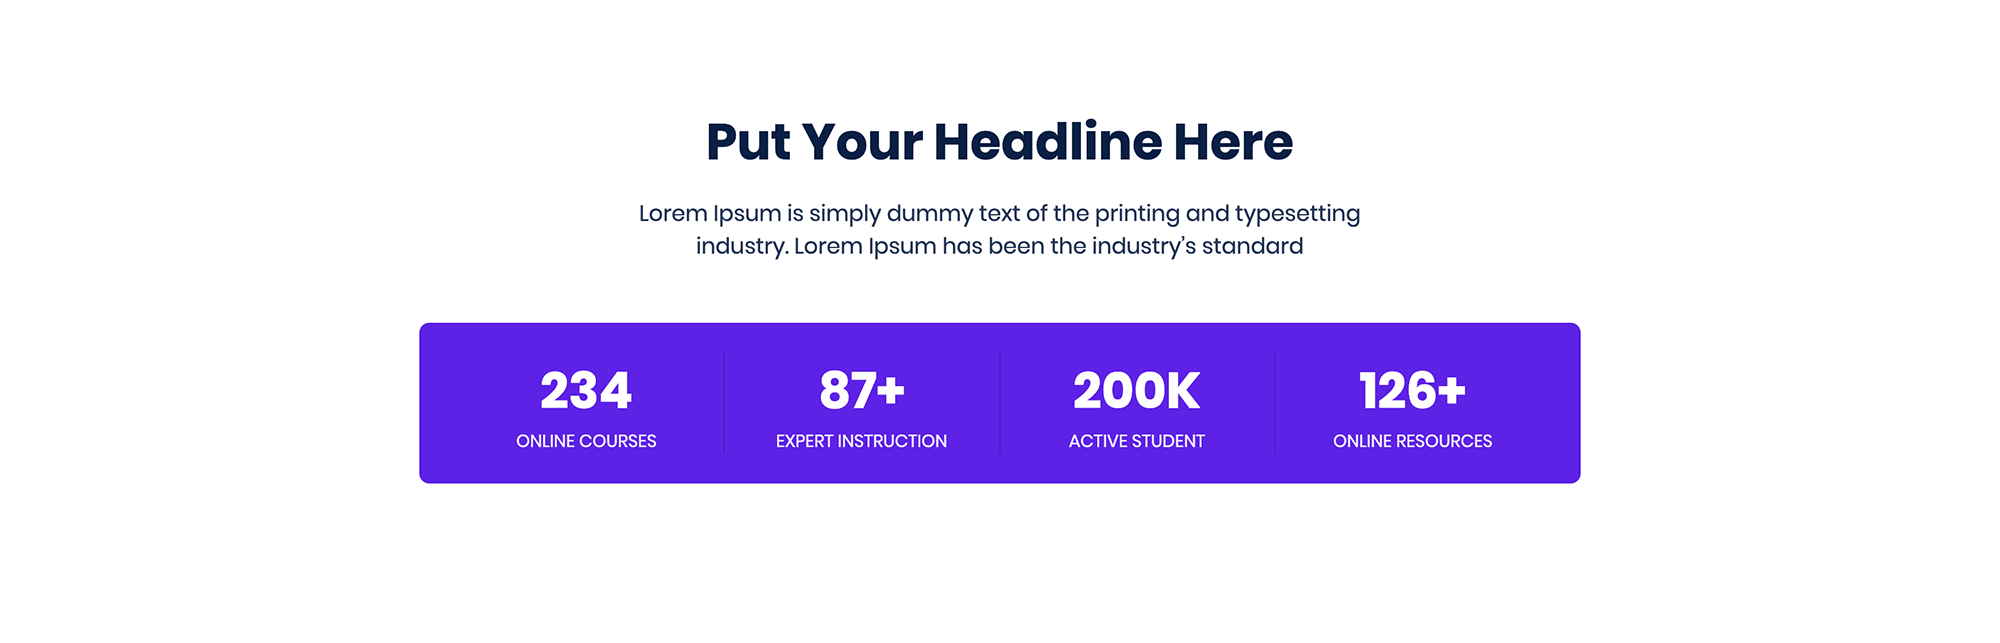 Put Your Headline Here
Lorem Ipsum is simply dummy text of the printing and typesetting
industry. Lorem Ipsum has been the industry’s standard
234
ONLINE COURSES
87+
EXPERT INSTRUCTION
200K
ACTIVE STUDENT
126+
ONLINE RESOURCES